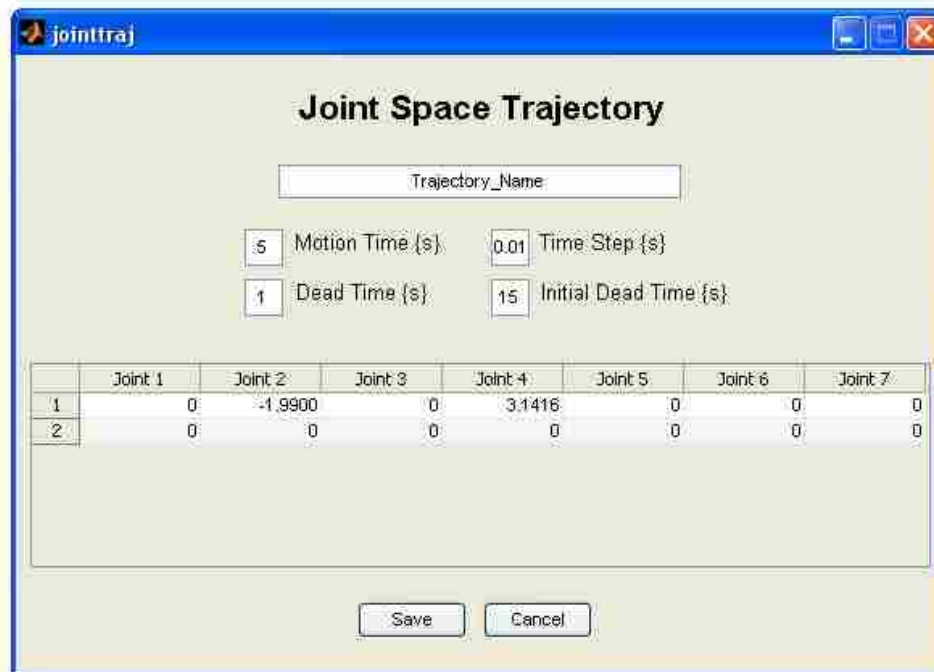 jointtraj
Joint Space Trajectory
Trajectory_Name
5 Motion Time {s} 0.01 Time Step {s}
1 Dead Time {s} 15 Initial Dead Time {s}
Joint 1 Joint 2 Joint 3 Joint 4 Joint 5 Joint 6 Joint 7
1 0 -1.9900 0 3.1416 0 0 0
2 0 0 0 0 0 0 0
Save Cancel